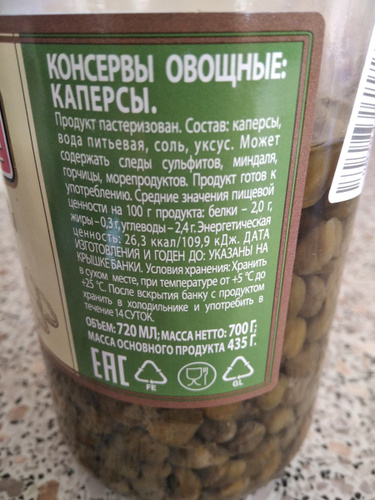 КОНСЕРВЫ ОВОЩНЫЕ:
КАПЕРСЫ.
Продукт пастеризован. Состав: каперсы,
вода питьевая, соль, уксус. Может
содержать следы сульфитов, миндаля,
горчицы, морепродуктов. Продукт готов к
употреблению. Средние значения пищевой
ценности на 100 г продукта: белки – 2,0 г,
жиры – 0,3 г, углеводы – 2,4 г. Энергетическая
ценность: 26,3 ккал/109,9 кДж. ДАТА
ИЗГОТОВЛЕНИЯ И ГОДЕН ДО: УКАЗАНЫ НА
КРЫШКЕ БАНКИ. Условия хранения: Хранить
в сухом месте, при температуре от +5 °С до
+25 °С. После вскрытия банку с продуктом
хранить в холодильнике и употребить в
течение 14 СУТОК.
ОБЪЕМ: 720 МЛ; МАССА НЕТТО: 700 Г;
МАССА ОСНОВНОГО ПРОДУКТА 435 Г.
EAC
FE
GL